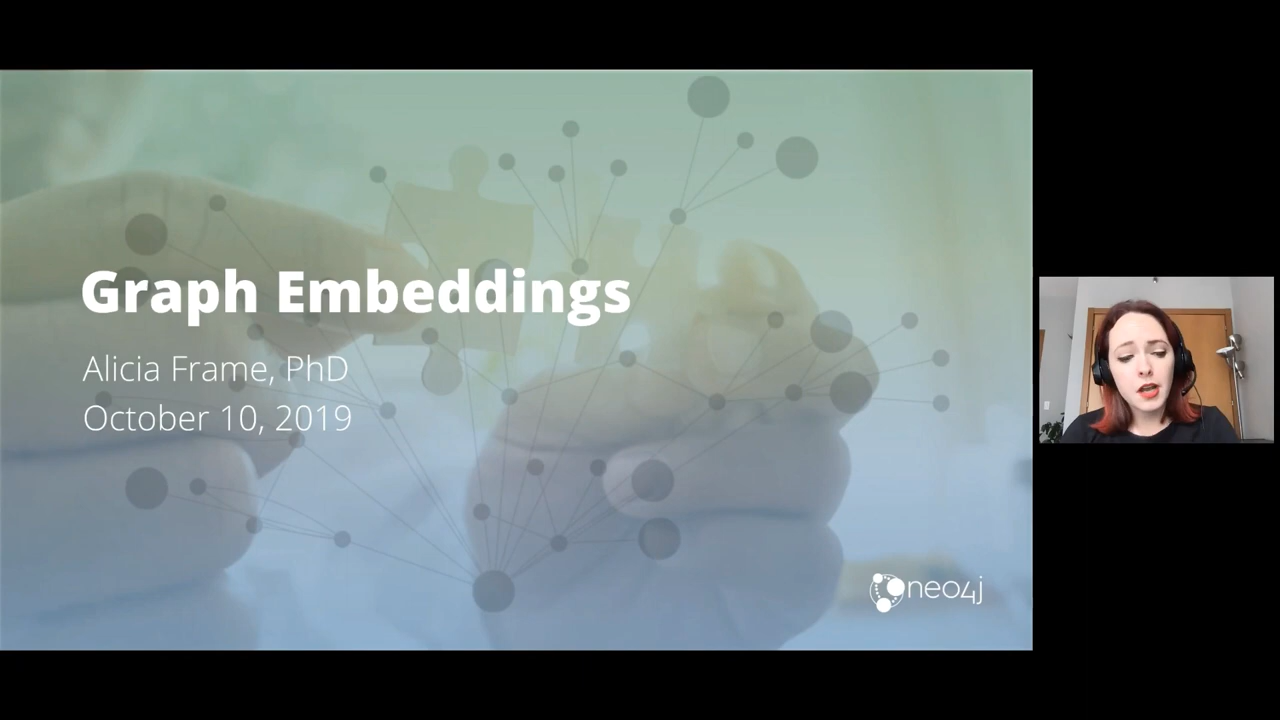 Graph Embeddings
Alicia Frame, PhD
October 10, 2019
neo4j